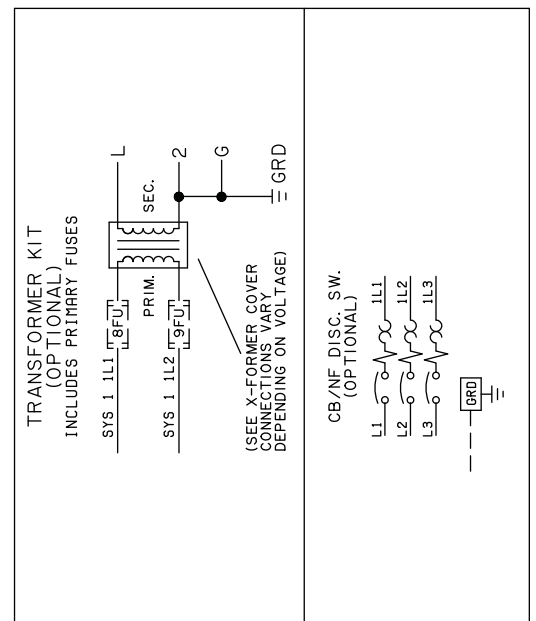 TRANSFORMER KIT
(OPTIONAL)
INCLUDES PRIMARY FUSES
SYS 1 1L1
8FU
SYS 1 1L2
9FU
PRIM.
SEC.
L
2
G
GRD
(SEE X-FORMER COVER
CONNECTIONS VARY
DEPENDING ON VOLTAGE)
CB/NF DISC. SW.
(OPTIONAL)
L1
1L1
L2
1L2
L3
1L3
GRD